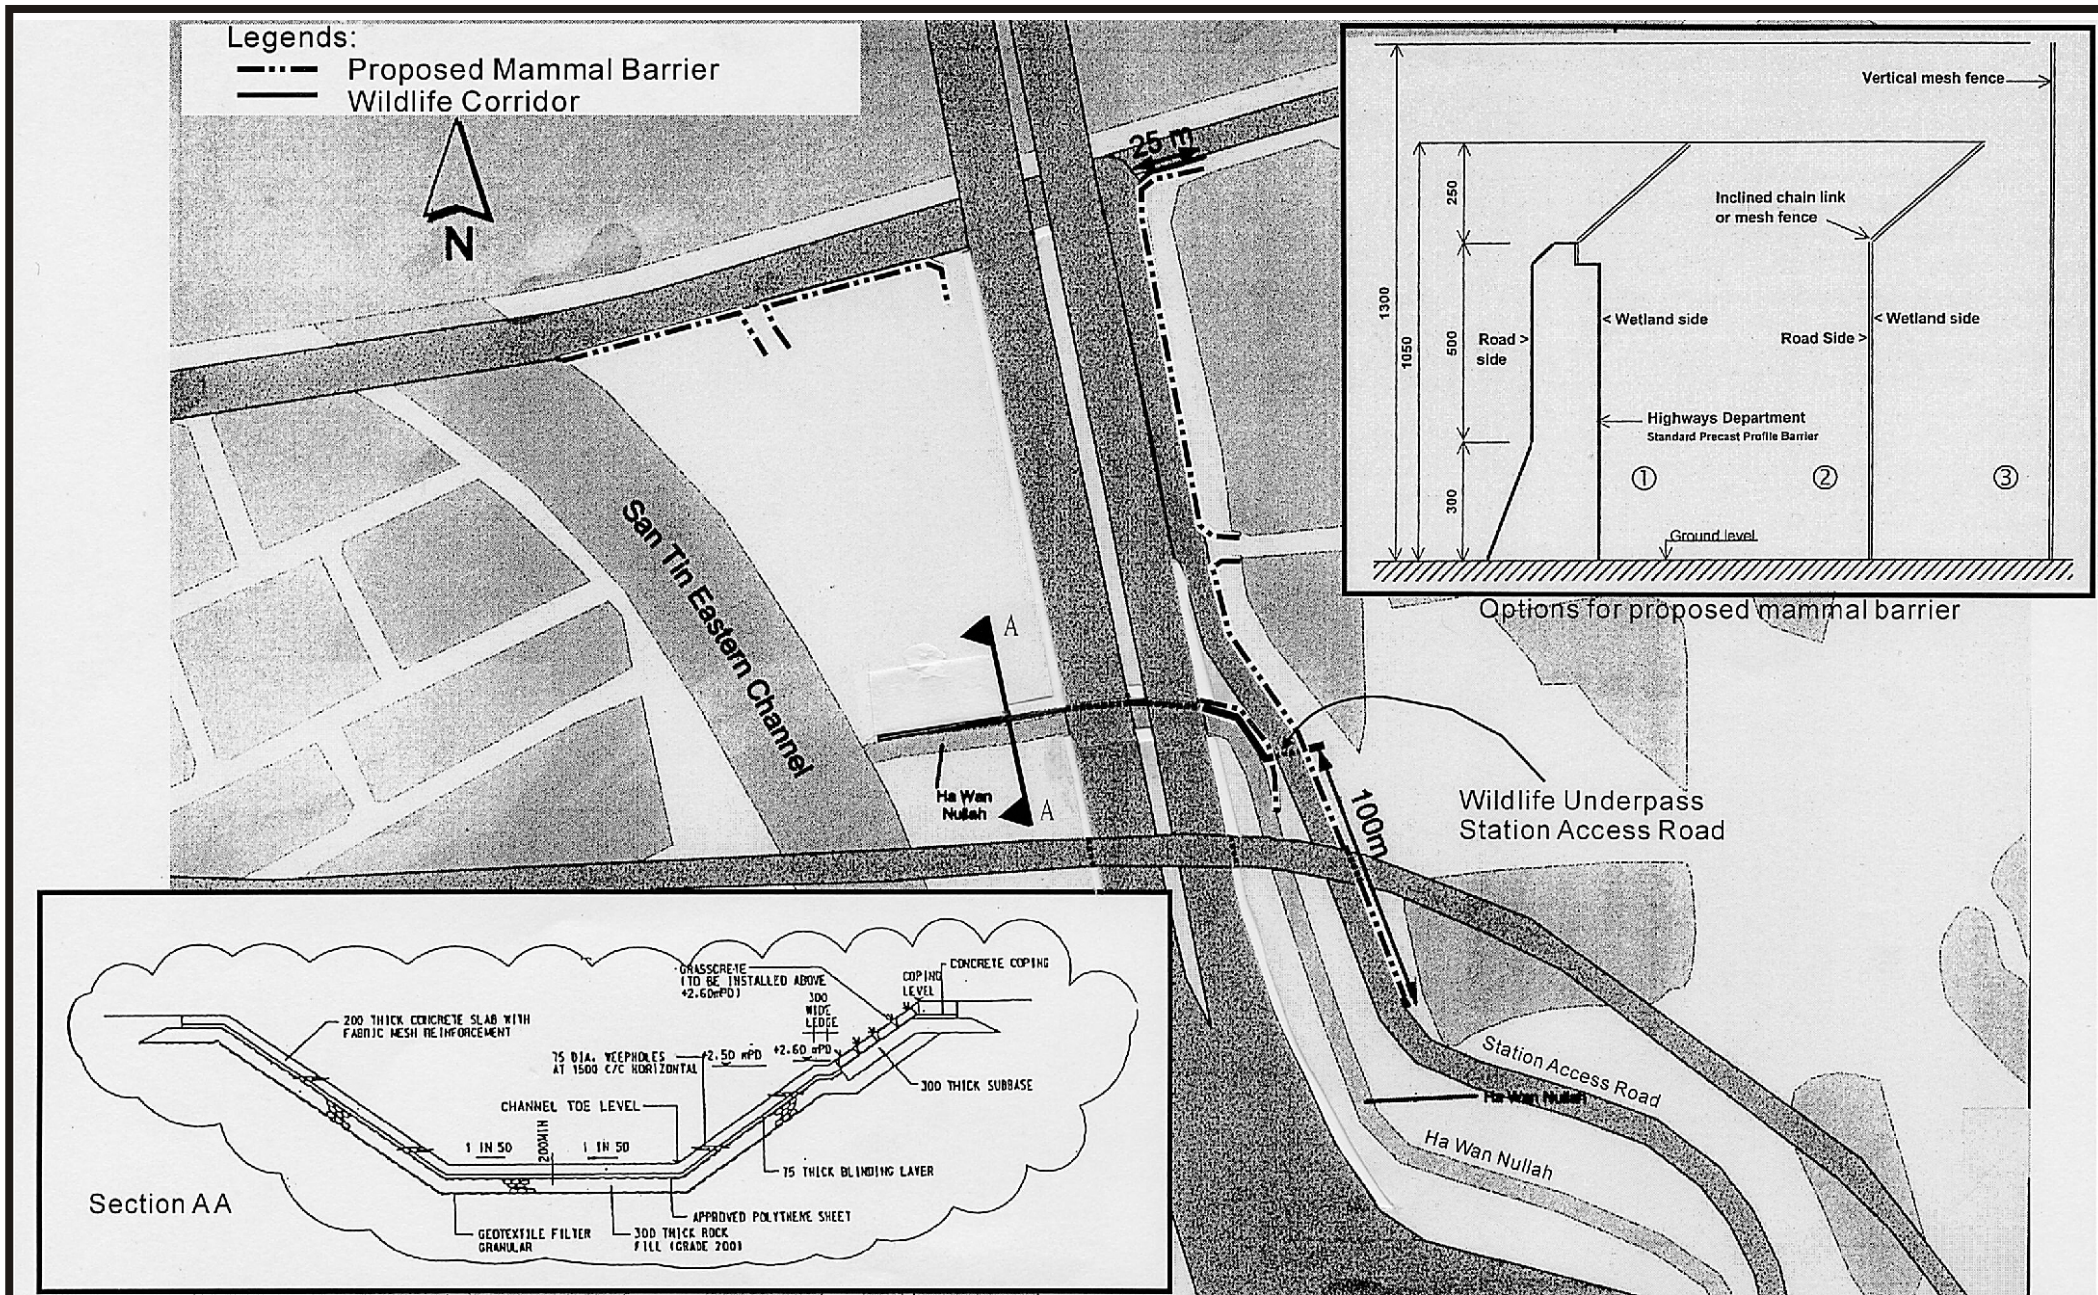 Legends:
Proposed Mammal Barrier
Wildlife Corridor
N
25 m
San Tin Eastern Channel
A
A
Ha Wan
Nullah
Wildlife Underpass
Station Access Road
100m
Station Access Road
Ha Wan Nullah
Ha Wan Nullah
Vertical mesh fence
Inclined chain link
or mesh fence
1300
1050
250
500
300
Road >
side
< Wetland side
Road Side >
< Wetland side
Highways Department
Standard Precast Profile Barrier
①
②
③
Ground level
Options for proposed mammal barrier
GRASSCRETE
(TO BE INSTALLED ABOVE
+2.60mPD)
COPING
LEVEL
CONCRETE COPING
300
WIDE
LEDGE
200 THICK CONCRETE SLAB WITH
FABRIC MESH REINFORCEMENT
75 DIA. WEEPHOLES
AT 1500 C/C HORIZONTAL
+2.50 mPD
+2.60 mPD
300 THICK SUBBASE
CHANNEL TOE LEVEL
1 IN 50
200MIN
1 IN 50
75 THICK BLINDING LAYER
Section AA
APPROVED POLYTHENE SHEET
GEOTEXTILE FILTER
GRANULAR
300 THICK ROCK
FILL (GRADE 200)